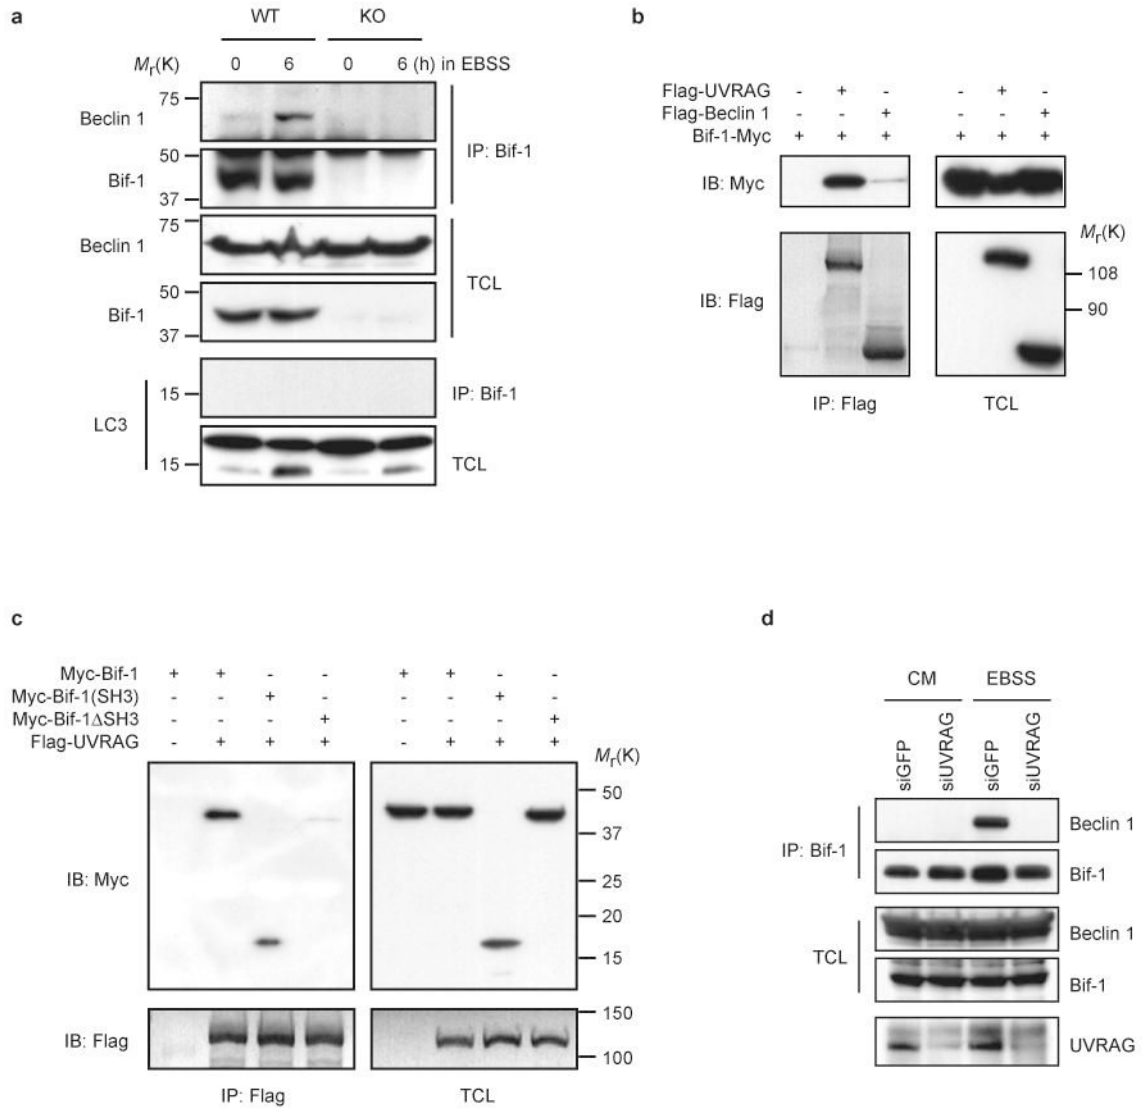 a
WT KO
Mr(K) 0 6 0 6 (h) in EBSS
75
Beclin 1
IP: Bif-1
50
Bif-1
37
75
Beclin 1
TCL
50
Bif-1
37
15
IP: Bif-1
LC3
15
TCL
b
Flag-UVRAG - + - - + -
Flag-Beclin 1 - - + - - +
Bif-1-Myc + + + + + +
IB: Myc
Mr(K)
108
IB: Flag
90
IP: Flag TCL
c
Myc-Bif-1 + + - - + + - -
Myc-Bif-1(SH3) - - + - - - + -
Myc-Bif-1ΔSH3 - - - + - - - +
Flag-UVRAG - + + + - + + +
Mr(K)
50
37
IB: Myc
25
20
15
150
IB: Flag
100
IP: Flag TCL
d
CM EBSS
siGFP siUVRAG siGFP siUVRAG
Beclin 1
IP: Bif-1
Bif-1
Beclin 1
TCL
Bif-1
UVRAG